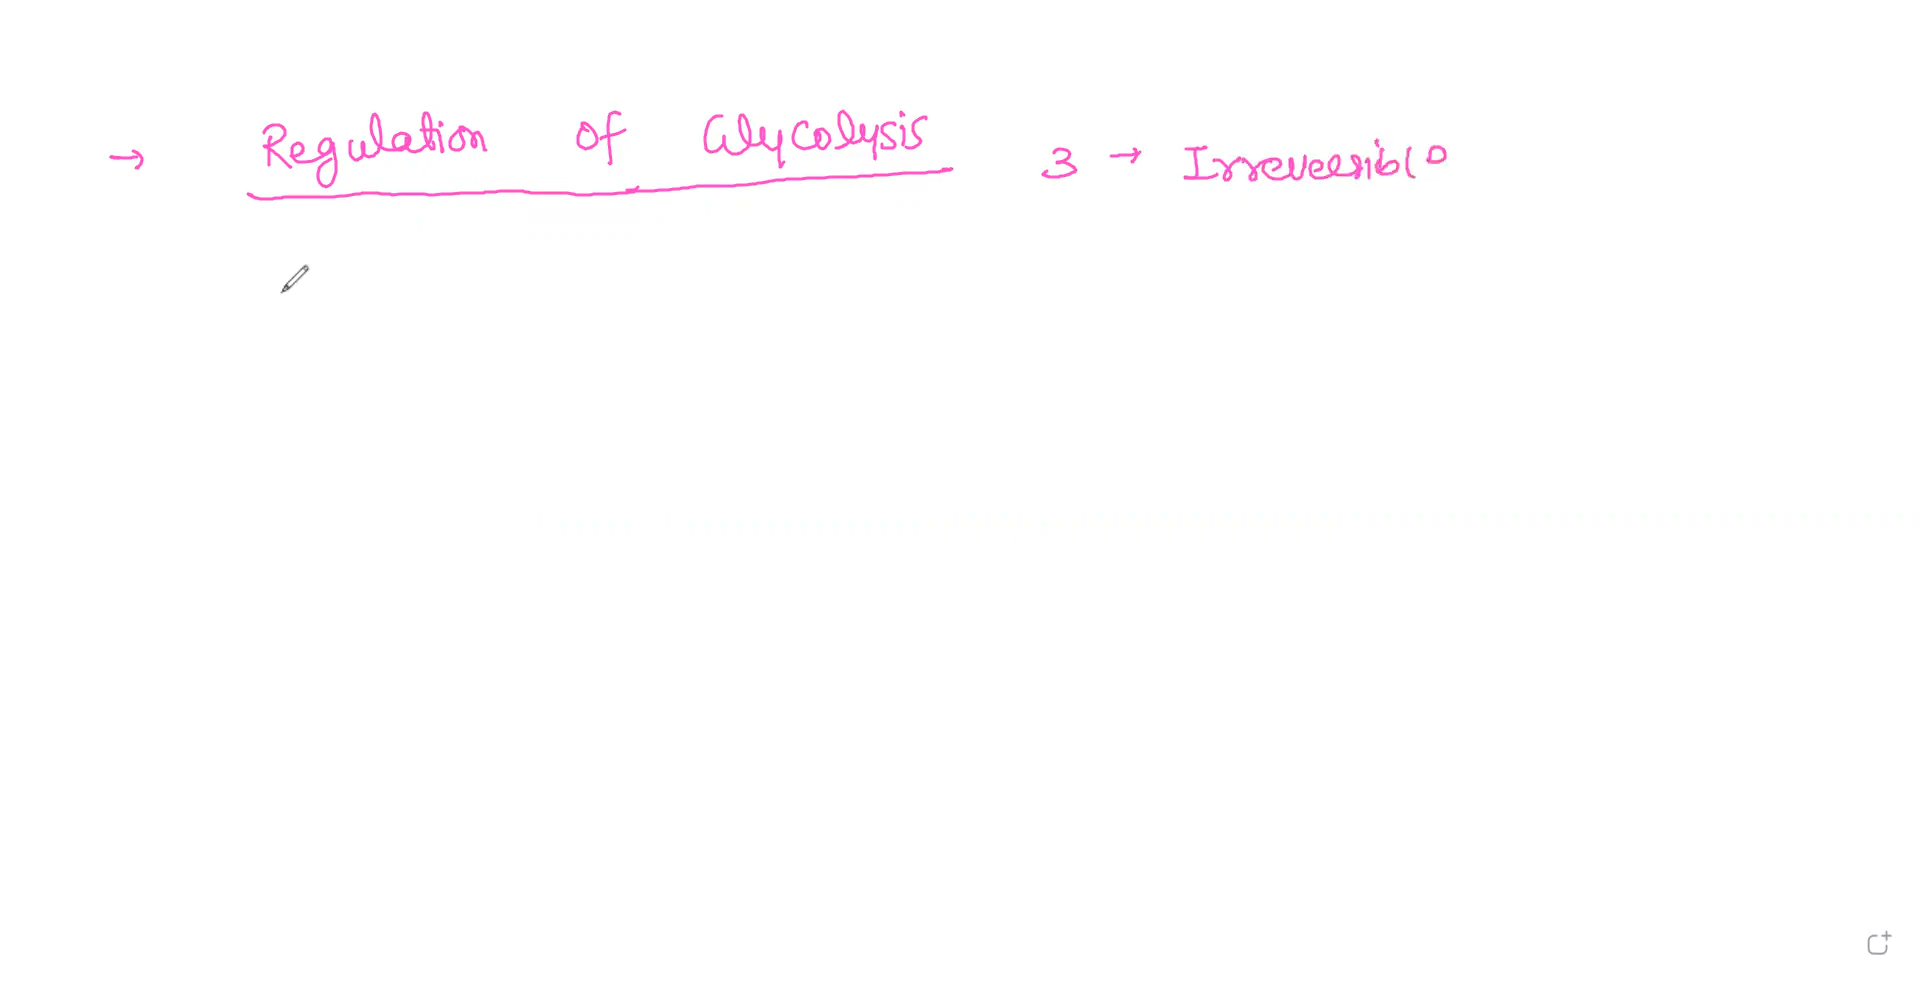 → Regulation of Glycolysis 3 → Irreversible